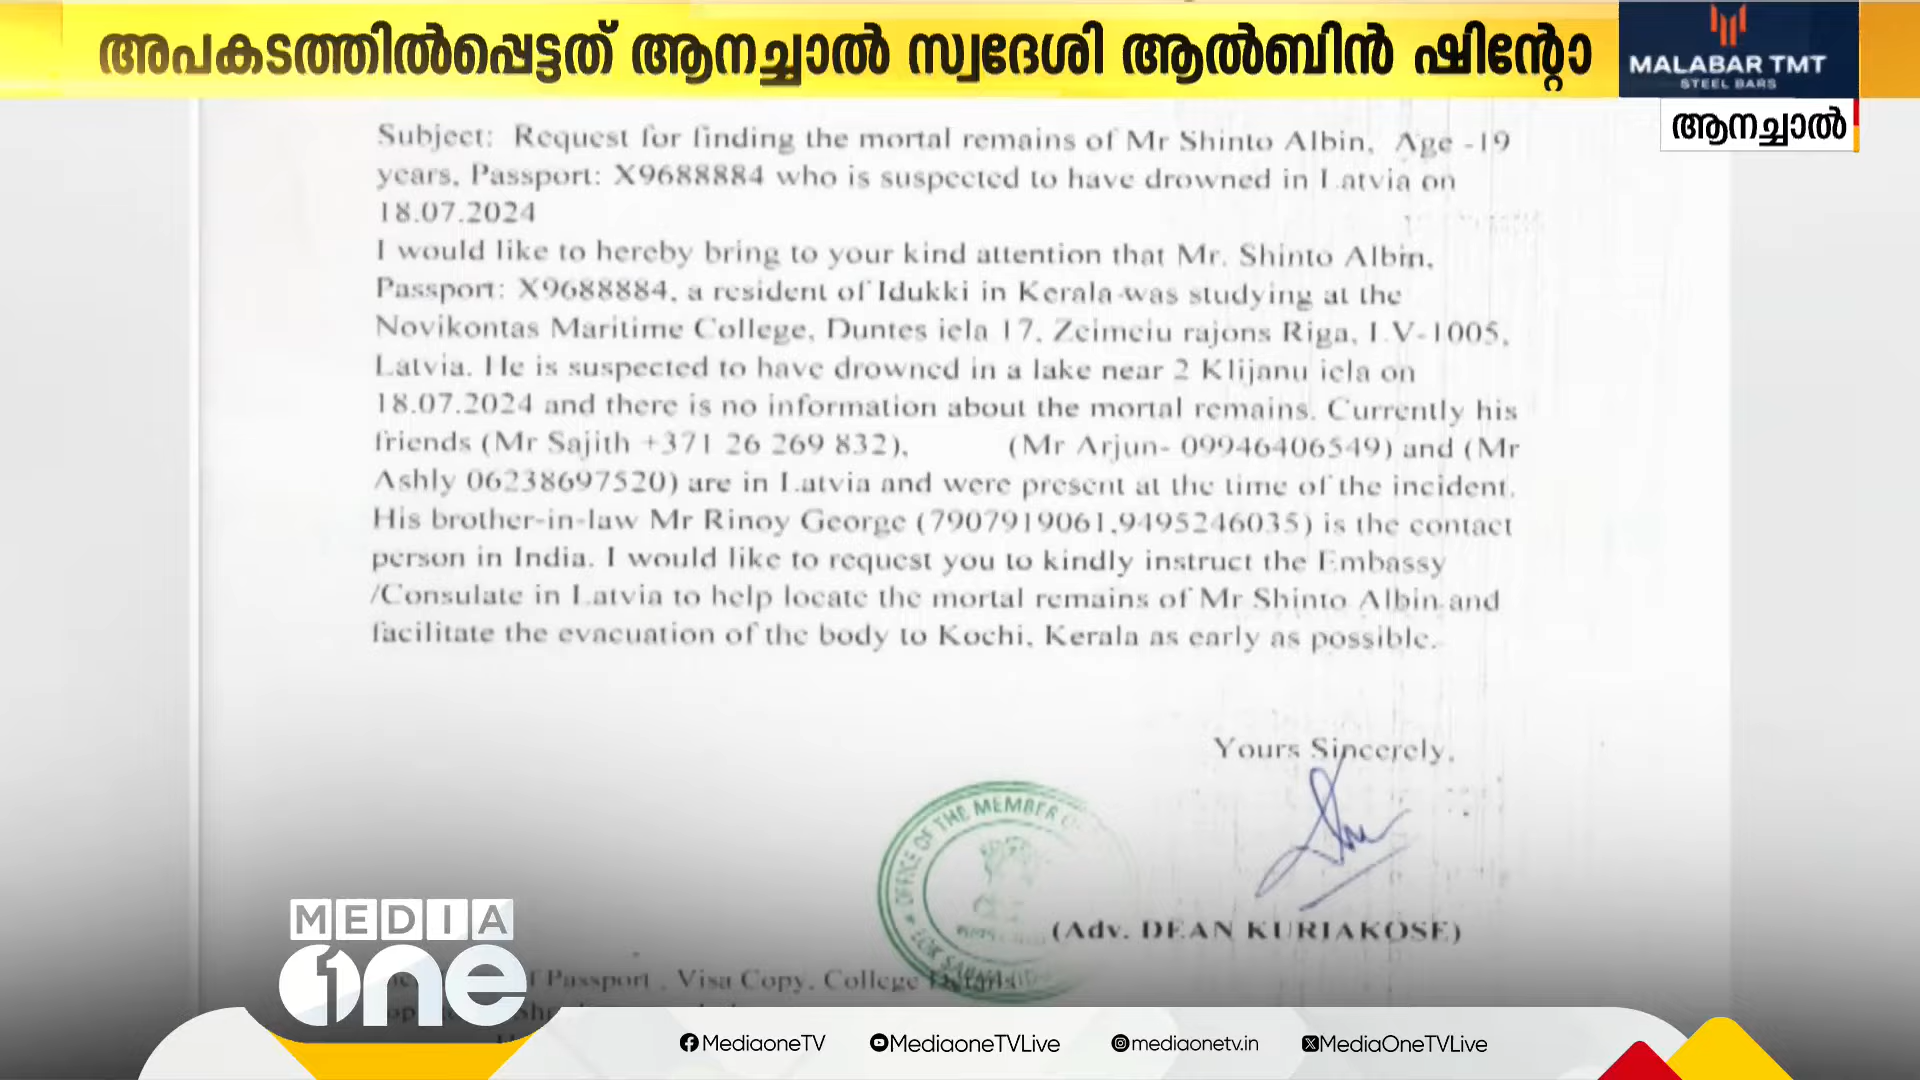 അപകടത്തിൽപ്പെട്ടത് ആനച്ചാൽ സ്വദേശി ആൽബിൻ ഷിന്റോ
MALABAR TMT
STEEL BARS
ആനച്ചാൽ
Subject: Request for finding the mortal remains of Mr Shinto Albin, Age -19
years, Passport: X9688884 who is suspected to have drowned in Latvia on
18.07.2024
I would like to hereby bring to your kind attention that Mr. Shinto Albin,
Passport: X9688884, a resident of Idukki in Kerala was studying at the
Novikontas Maritime College, Duntes iela 17, Zeimeiu rajons Riga, LV-1005,
Latvia. He is suspected to have drowned in a lake near 2 Klijanu iela on
18.07.2024 and there is no information about the mortal remains. Currently his
friends (Mr Sajith +371 26 269 832), (Mr Arjun- 09946406549) and (Mr
Ashly 06238697520) are in Latvia and were present at the time of the incident.
His brother-in-law Mr Rinoy George (7907919061,9495246035) is the contact
person in India. I would like to request you to kindly instruct the Embassy
/Consulate in Latvia to help locate the mortal remains of Mr Shinto Albin and
facilitate the evacuation of the body to Kochi, Kerala as early as possible.
Yours Sincerely,
OFFICE OF THE MEMBER
LOK SABHA
(Adv. DEAN KURIAKOSE)
Passport , Visa Copy, College
MEDIA
one
MediaoneTV
MediaoneTVLive
mediaonetv.in
MediaOneTVLive